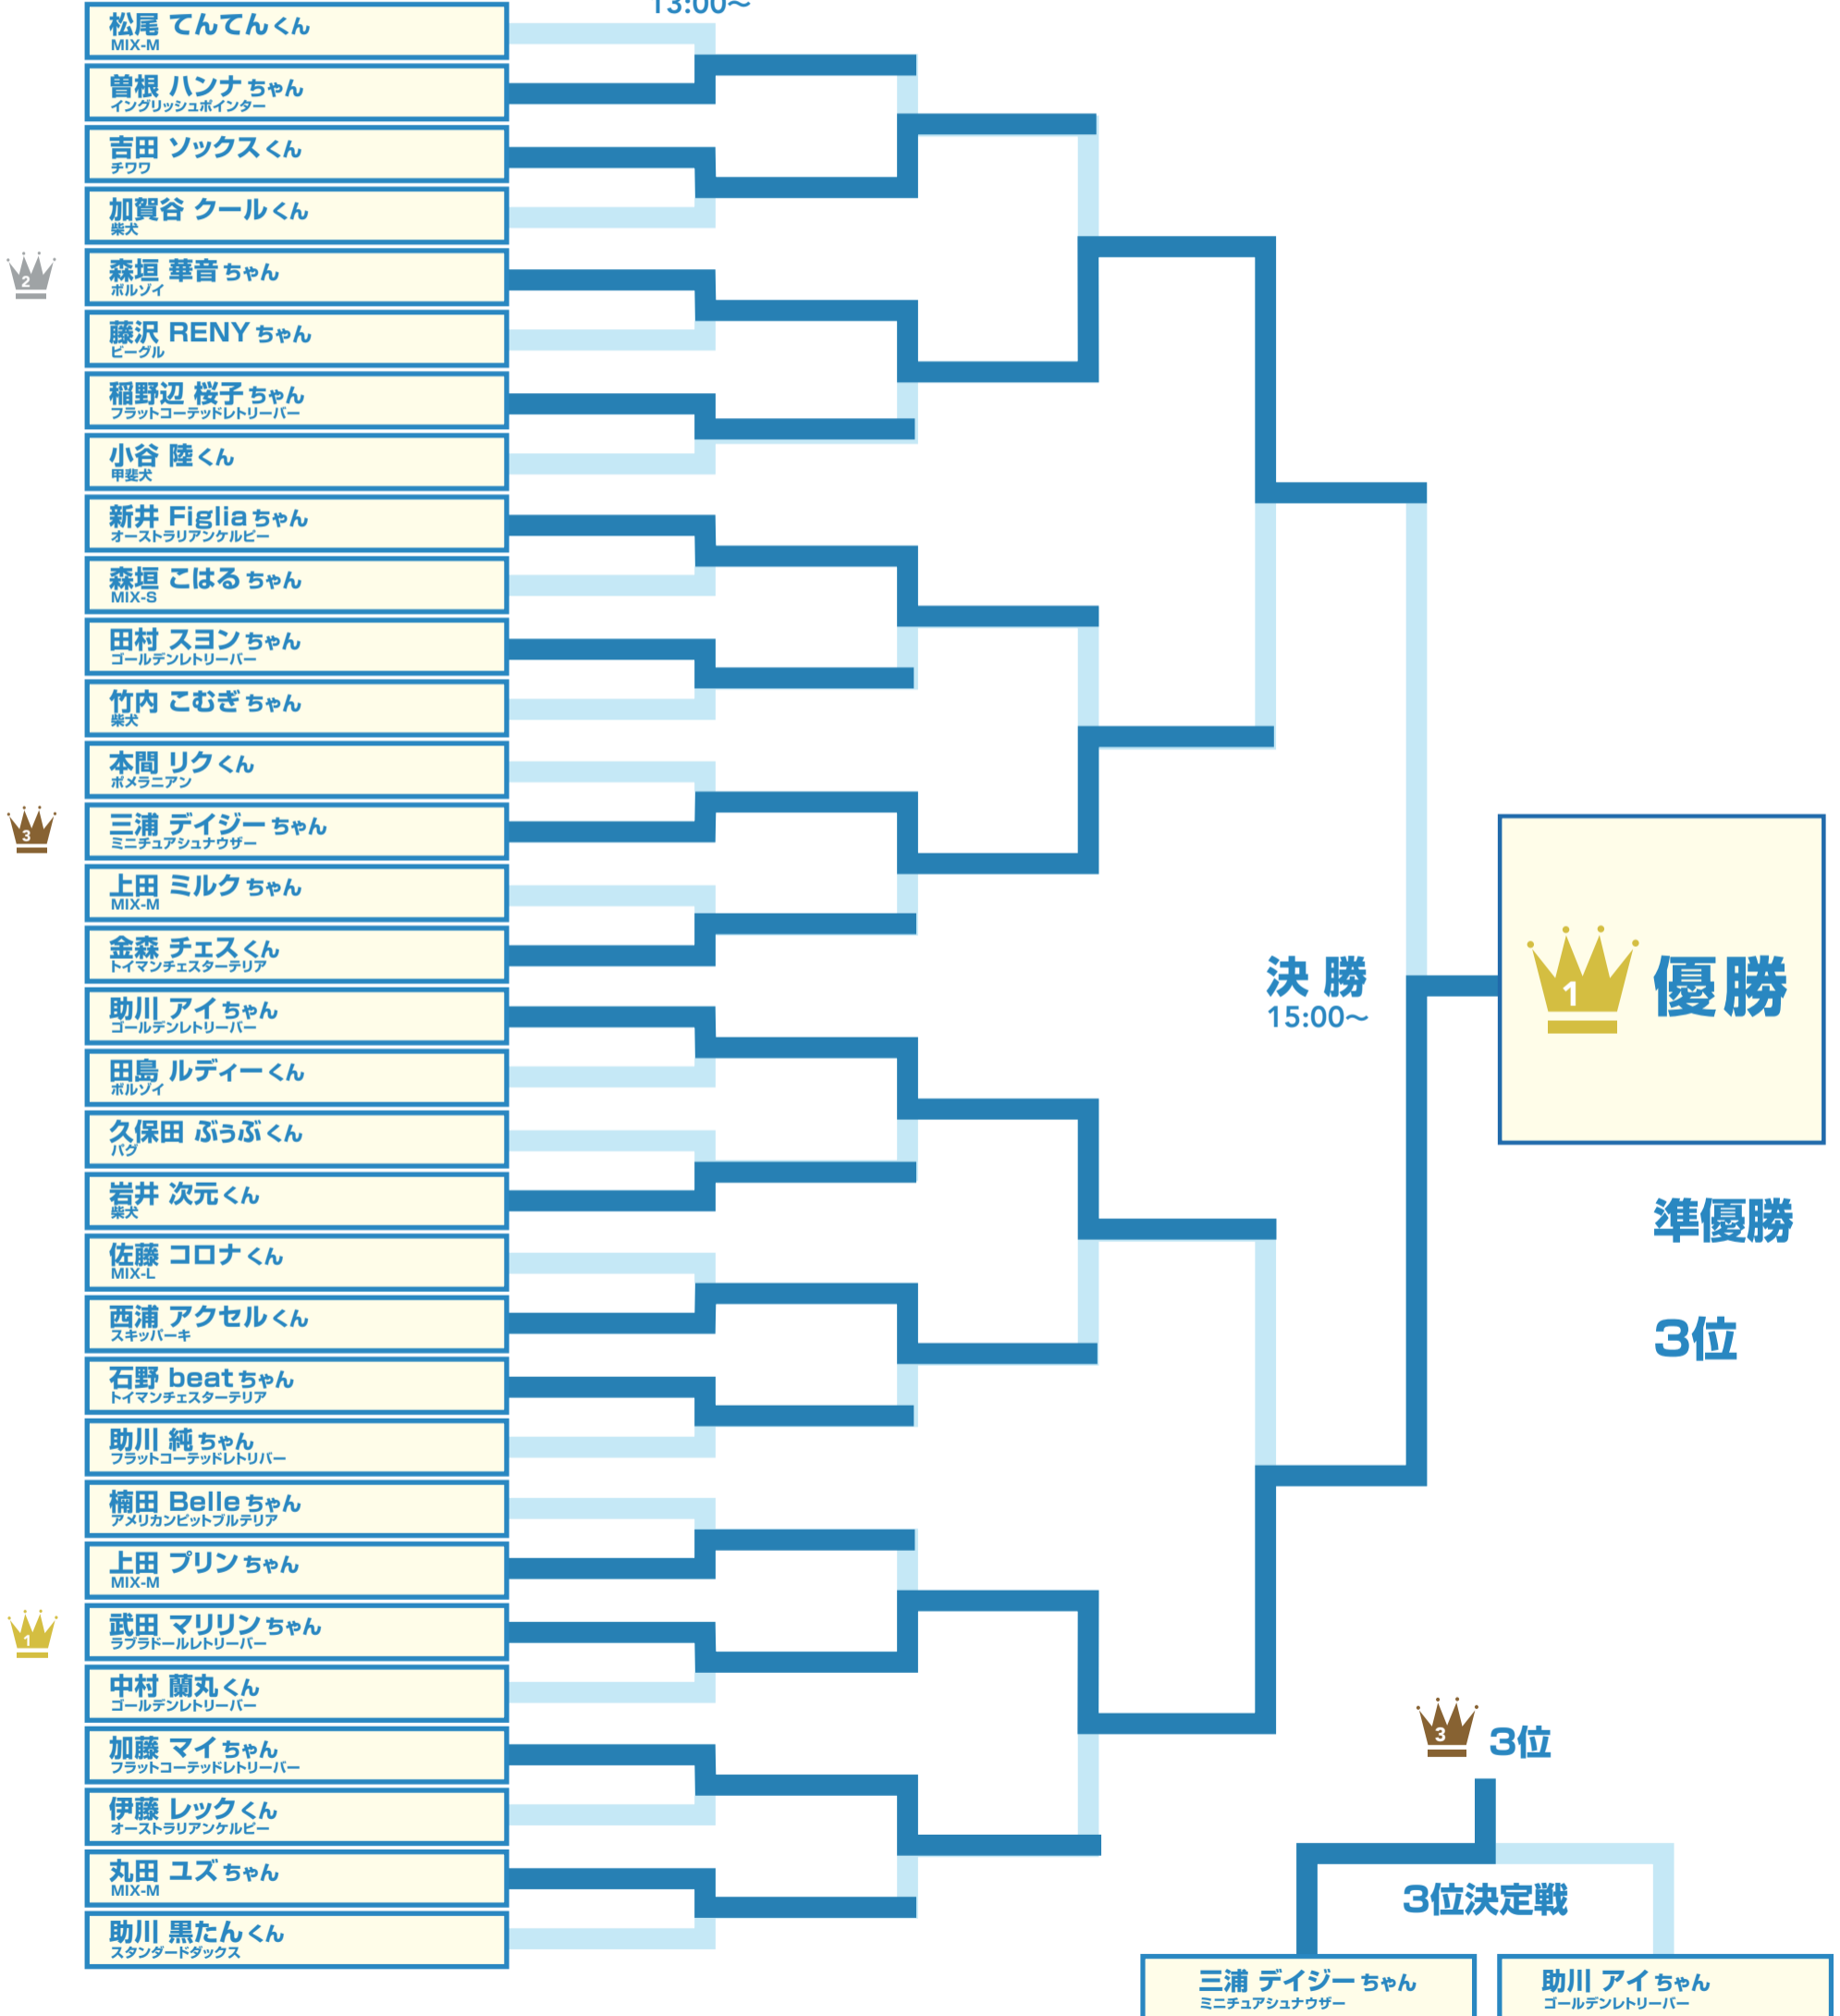 13:00〜
松尾 てんてんくん
MIX-M
曽根 ハンナちゃん
イングリッシュポインター
吉田 ソックスくん
チワワ
加賀谷 クールくん
柴犬
2
森垣 華音ちゃん
ボルゾイ
藤沢 RENYちゃん
ビーグル
稲野辺 桜子ちゃん
フラットコーテッドレトリーバー
小谷 陸くん
甲斐犬
新井 Figliaちゃん
オーストラリアンケルピー
森垣 こはるちゃん
MIX-S
田村 スヨンちゃん
ゴールデンレトリーバー
竹内 こむぎちゃん
柴犬
本間 リクくん
ポメラニアン
3
三浦 デイジーちゃん
ミニチュアシュナウザー
上田 ミルクちゃん
MIX-M
金森 チェスくん
トイマンチェスターテリア
助川 アイちゃん
ゴールデンレトリーバー
田島 ルディーくん
ボルゾイ
久保田 ぶぅぶくん
パグ
岩井 次元くん
柴犬
佐藤 コロナくん
MIX-L
西浦 アクセルくん
スキッパーキ
石野 beatちゃん
トイマンチェスターテリア
助川 純ちゃん
フラットコーテッドレトリバー
楠田 Belleちゃん
アメリカンピットブルテリア
上田 プリンちゃん
MIX-M
1
武田 マリリンちゃん
ラブラドールレトリーバー
中村 蘭丸くん
ゴールデンレトリーバー
加藤 マイちゃん
フラットコーテッドレトリーバー
伊藤 レックくん
オーストラリアンケルピー
丸田 ユズちゃん
MIX-M
助川 黒たんくん
スタンダードダックス
決 勝
15:00〜
1
優勝
準優勝
3位
3
3位
3位決定戦
三浦 デイジーちゃん
ミニチュアシュナウザー
助川 アイちゃん
ゴールデンレトリーバー